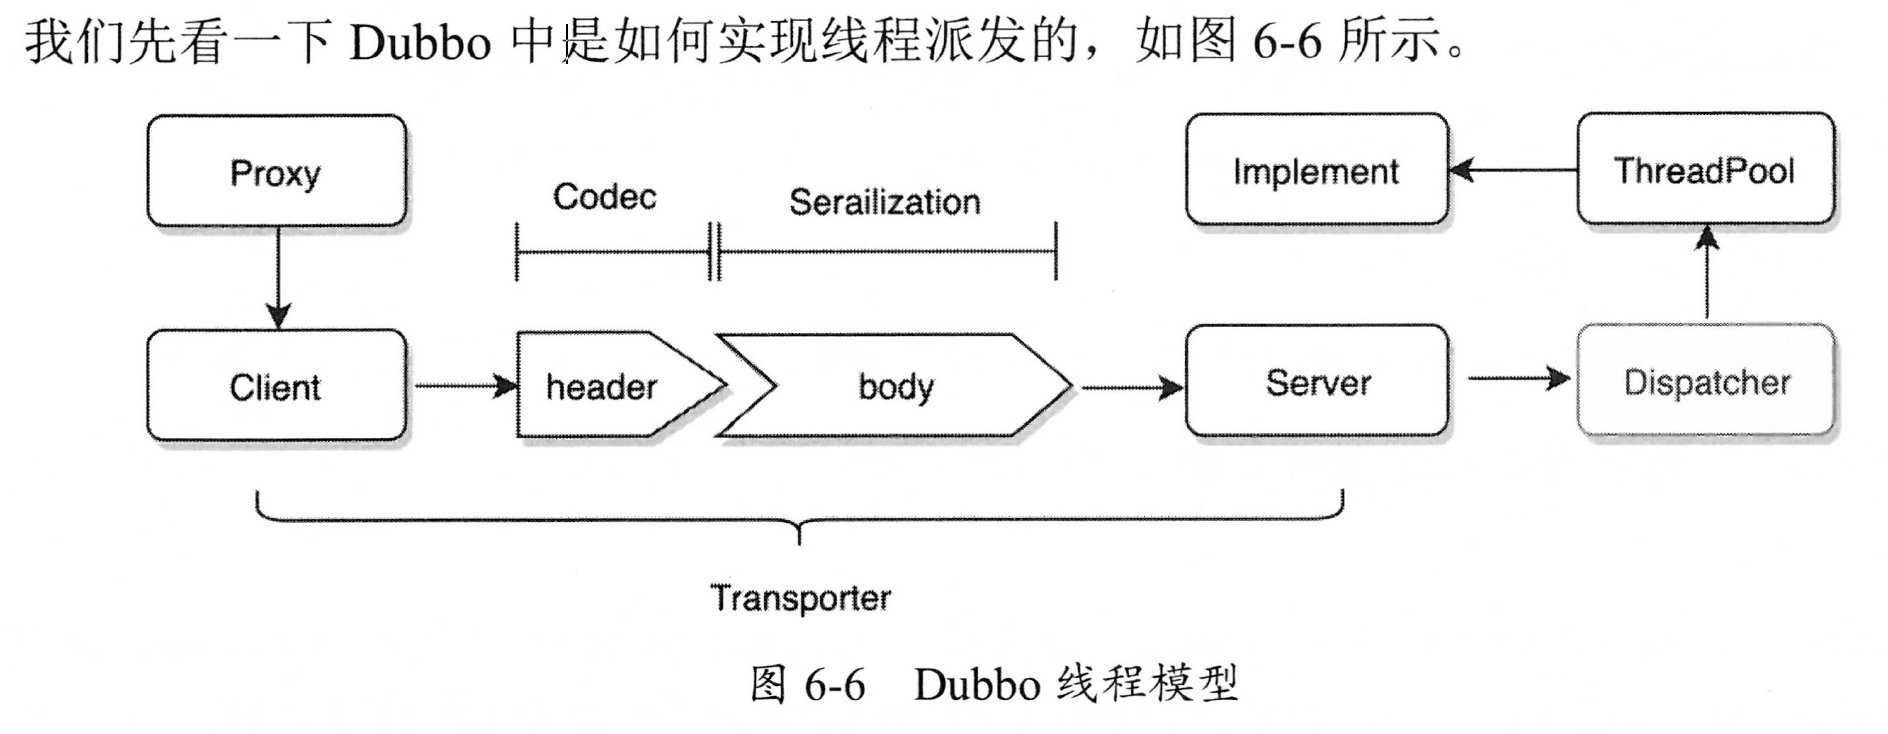 我们先看一下 Dubbo 中是如何实现线程派发的，如图 6-6 所示。
Proxy
Codec
Serailization
Implement
ThreadPool
Client
header
body
Server
Dispatcher
Transporter
图 6-6 Dubbo 线程模型